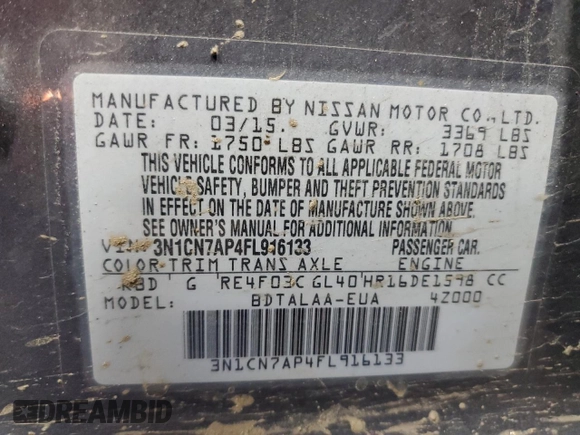 MANUFACTURED BY NISSAN MOTOR CO.,LTD.
DATE: 03/15. GVWR: 3369 LBS
GAWR FR: 1750 LBS GAWR RR: 1708 LBS
THIS VEHICLE CONFORMS TO ALL APPLICABLE FEDERAL MOTOR
VEHICLE SAFETY, BUMPER AND THEFT PREVENTION STANDARDS
IN EFFECT ON THE DATE OF MANUFACTURE SHOWN ABOVE.
SEE OWNER'S MANUAL FOR ADDITIONAL INFORMATION.
VIN: 3N1CN7AP4FL916133 PASSENGER CAR.
COLOR TRIM TRANS AXLE ENGINE
KBD G RE4F03C GL40 HR16DE1598 CC
MODEL: BDTALAA-EUA 4Z000
3N1CN7AP4FL916133
DREAMBID